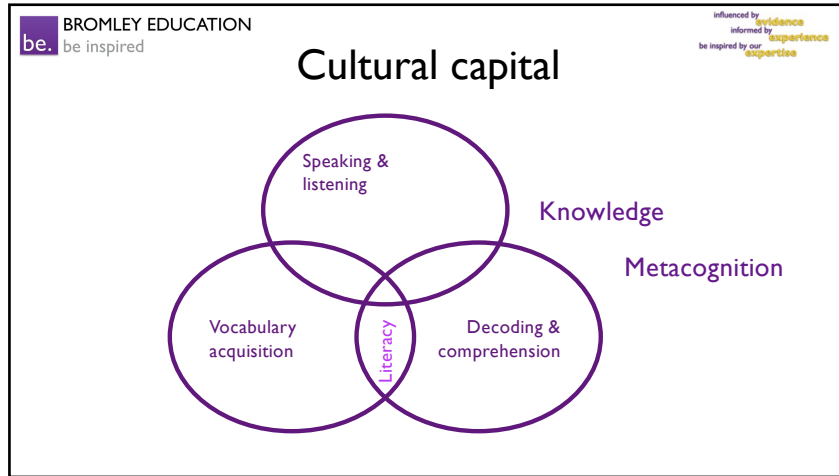 be.
BROMLEY EDUCATION
be inspired
influenced by
evidence
informed by
experience
be inspired by our
expertise
Cultural capital
Speaking &
listening
Knowledge
Metacognition
Vocabulary
acquisition
Literacy
Decoding &
comprehension